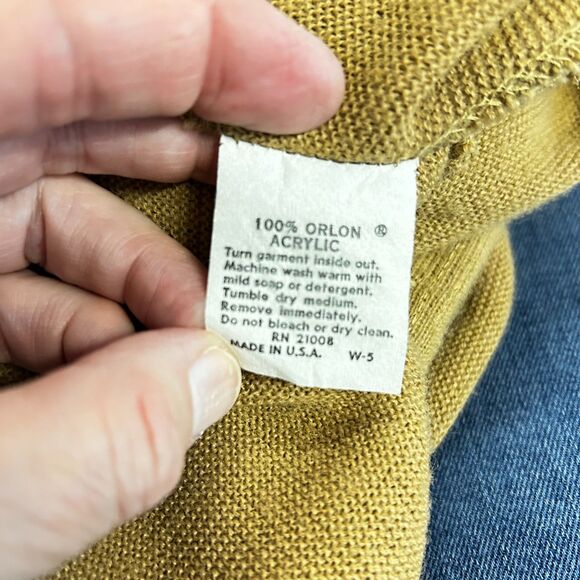 100% ORLON ®
ACRYLIC
Turn garment inside out.
Machine wash warm with
mild soap or detergent.
Tumble dry medium.
Remove immediately.
Do not bleach or dry clean.
RN 21008
MADE IN U.S.A. W-5